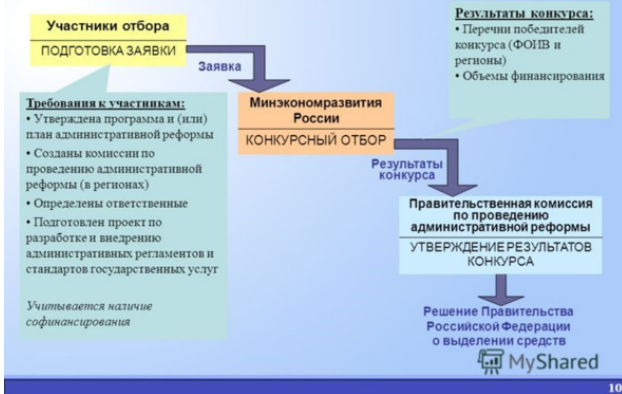 Участники отбора
ПОДГОТОВКА ЗАЯВКИ
Заявка
Требования к участникам:
• Утверждена программа и (или)
план административной реформы
• Созданы комиссии по
проведению административной
реформы (в регионах)
• Определены ответственные
• Подготовлен проект по
разработке и внедрению
административных регламентов и
стандартов государственных услуг
Учитывается наличие
софинансирования
Минэкономразвития
России
КОНКУРСНЫЙ ОТБОР
Результаты конкурса:
• Перечни победителей
конкурса (ФОИВ и
регионы)
• Объемы финансирования
Результаты
конкурса
Правительственная комиссия
по проведению
административной реформы
УТВЕРЖДЕНИЕ РЕЗУЛЬТАТОВ
КОНКУРСА
Решение Правительства
Российской Федерации
о выделении средств
MyShared
10